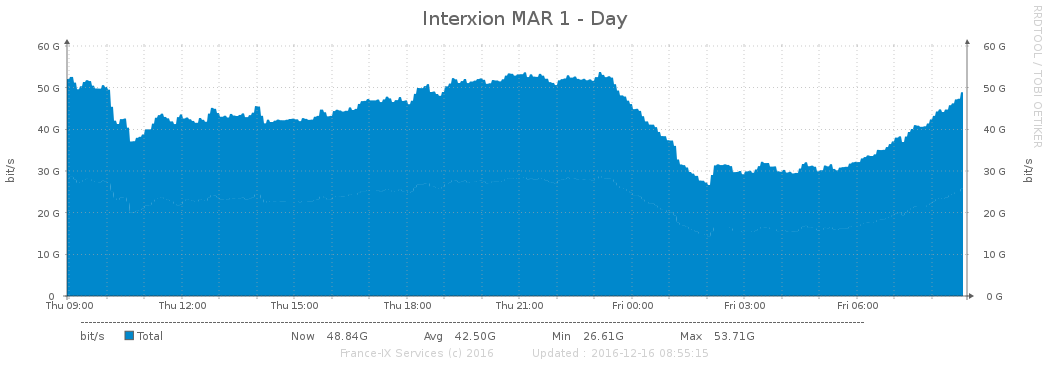 Interxion MAR 1 - Day
RRDTOOL / TOBI OETIKER
60 G 60 G
50 G 50 G
40 G 40 G
30 G 30 G
20 G 20 G
10 G 10 G
0 0 G
bit/s bit/s
Thu 09:00 Thu 12:00 Thu 15:00 Thu 18:00 Thu 21:00 Fri 00:00 Fri 03:00 Fri 06:00
bit/s Total Now 48.84G Avg 42.50G Min 26.61G Max 53.71G
France-IX Services (c) 2016 Updated : 2016-12-16 08:55:15